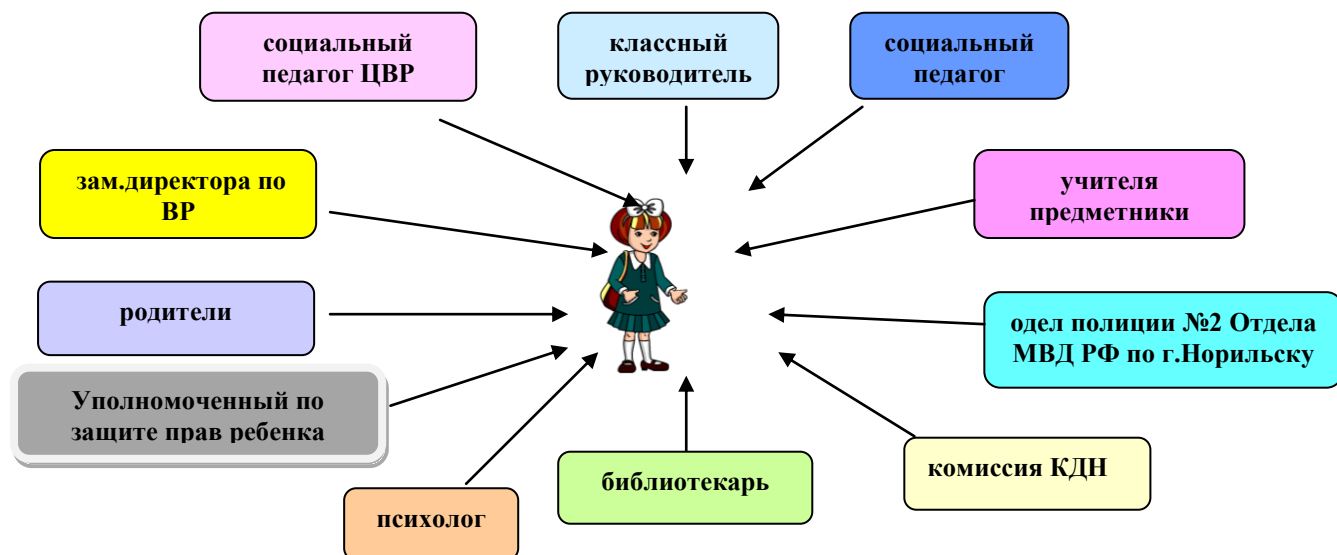 социальный
педагог ЦВР
классный
руководитель
социальный
педагог
зам.директора по
ВР
учителя
предметники
родители
одел полиции №2 Отдела
МВД РФ по г.Норильску
Уполномоченный по
защите прав ребенка
комиссия КДН
библиотекарь
психолог